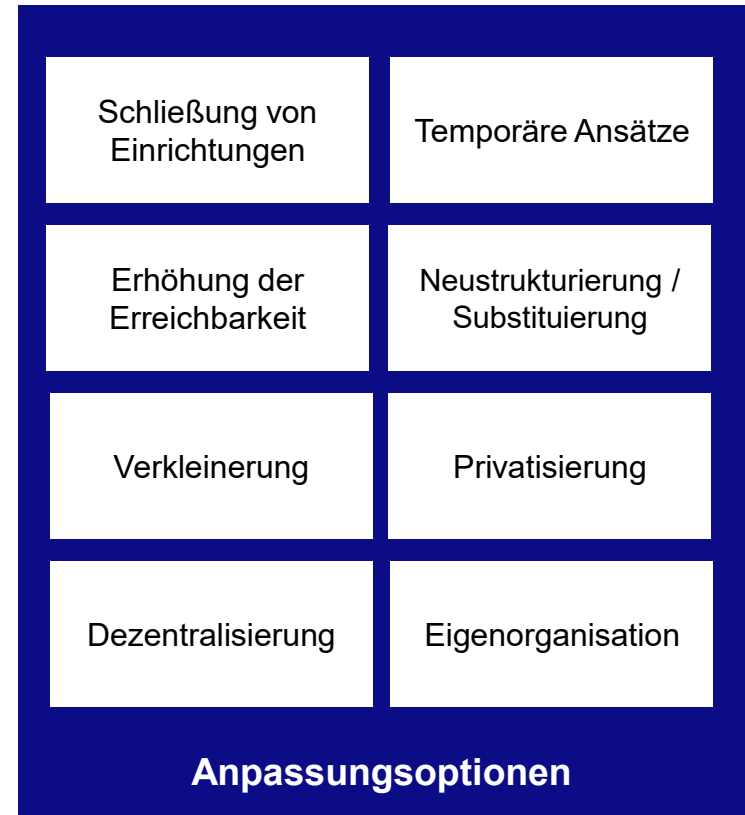 Schließung von
Einrichtungen
Temporäre Ansätze
Erhöhung der
Erreichbarkeit
Neustrukturierung /
Substituierung
Verkleinerung
Privatisierung
Dezentralisierung
Eigenorganisation
Anpassungsoptionen